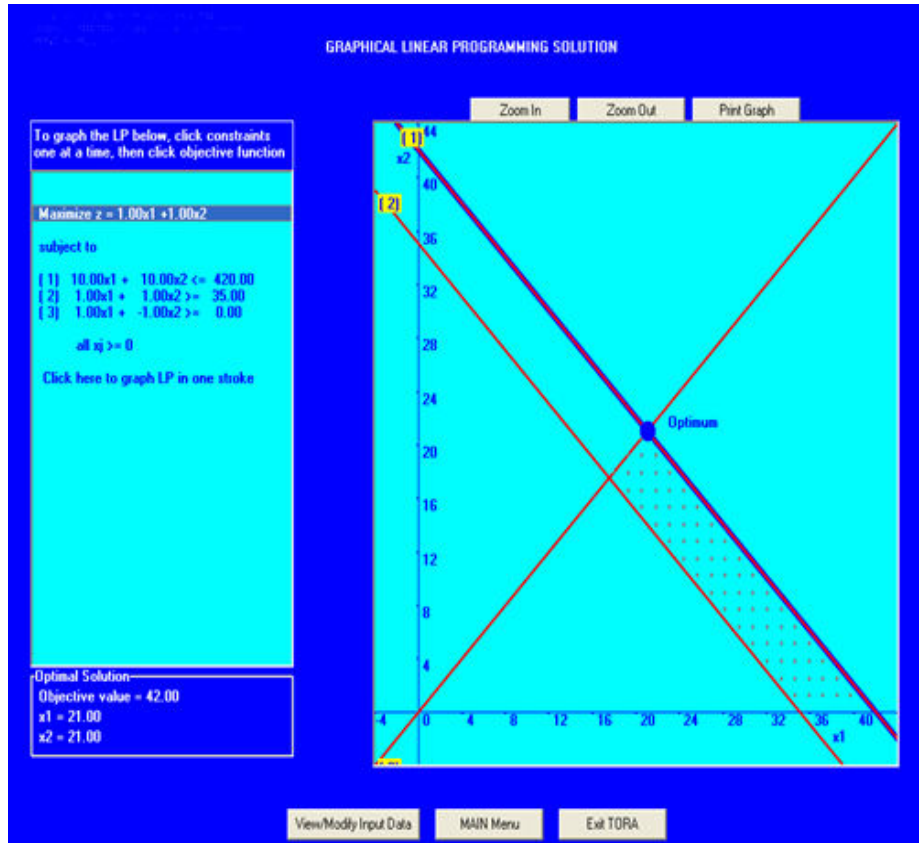 GRAPHICAL LINEAR PROGRAMMING SOLUTION
Zoom In Zoom Out Print Graph
To graph the LP below, click constraints
one at a time, then click objective function
Maximize z = 1.00x1 +1.00x2
subject to
( 1) 10.00x1 + 10.00x2 <= 420.00
( 2) 1.00x1 + 1.00x2 >= 35.00
( 3) 1.00x1 + -1.00x2 >= 0.00
all xj >= 0
Click here to graph LP in one stroke
Optimal Solution
Objective value = 42.00
x1 = 21.00
x2 = 21.00
( 1) 44
x2
40
( 2)
36
32
28
24
Optimum
20
16
12
8
4
-4 0 4 8 12 16 20 24 28 32 36 40
x1
View/Modify Input Data MAIN Menu Exit TORA